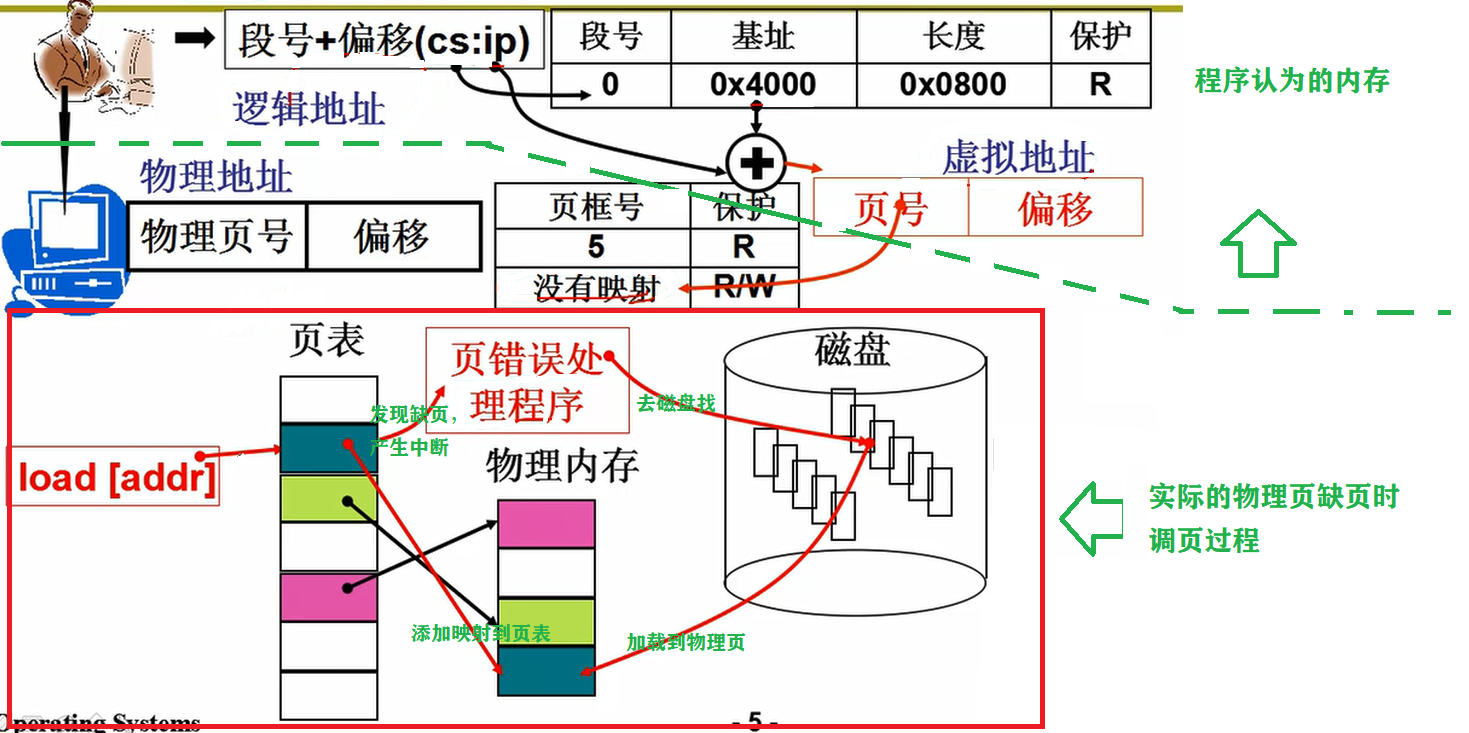 段号+偏移(cs:ip)
段号 基址 长度 保护
0 0x4000 0x0800 R
程序认为的内存
逻辑地址
虚拟地址
物理地址
物理页号 偏移
页框号 保护
5 R
没有映射 R/W
页号 偏移
页表
页错误处
理程序
磁盘
发现缺页，
产生中断
去磁盘找
load [addr]
物理内存
实际的物理页缺页时
调页过程
添加映射到页表
加载到物理页
Operating Systems
- 5 -